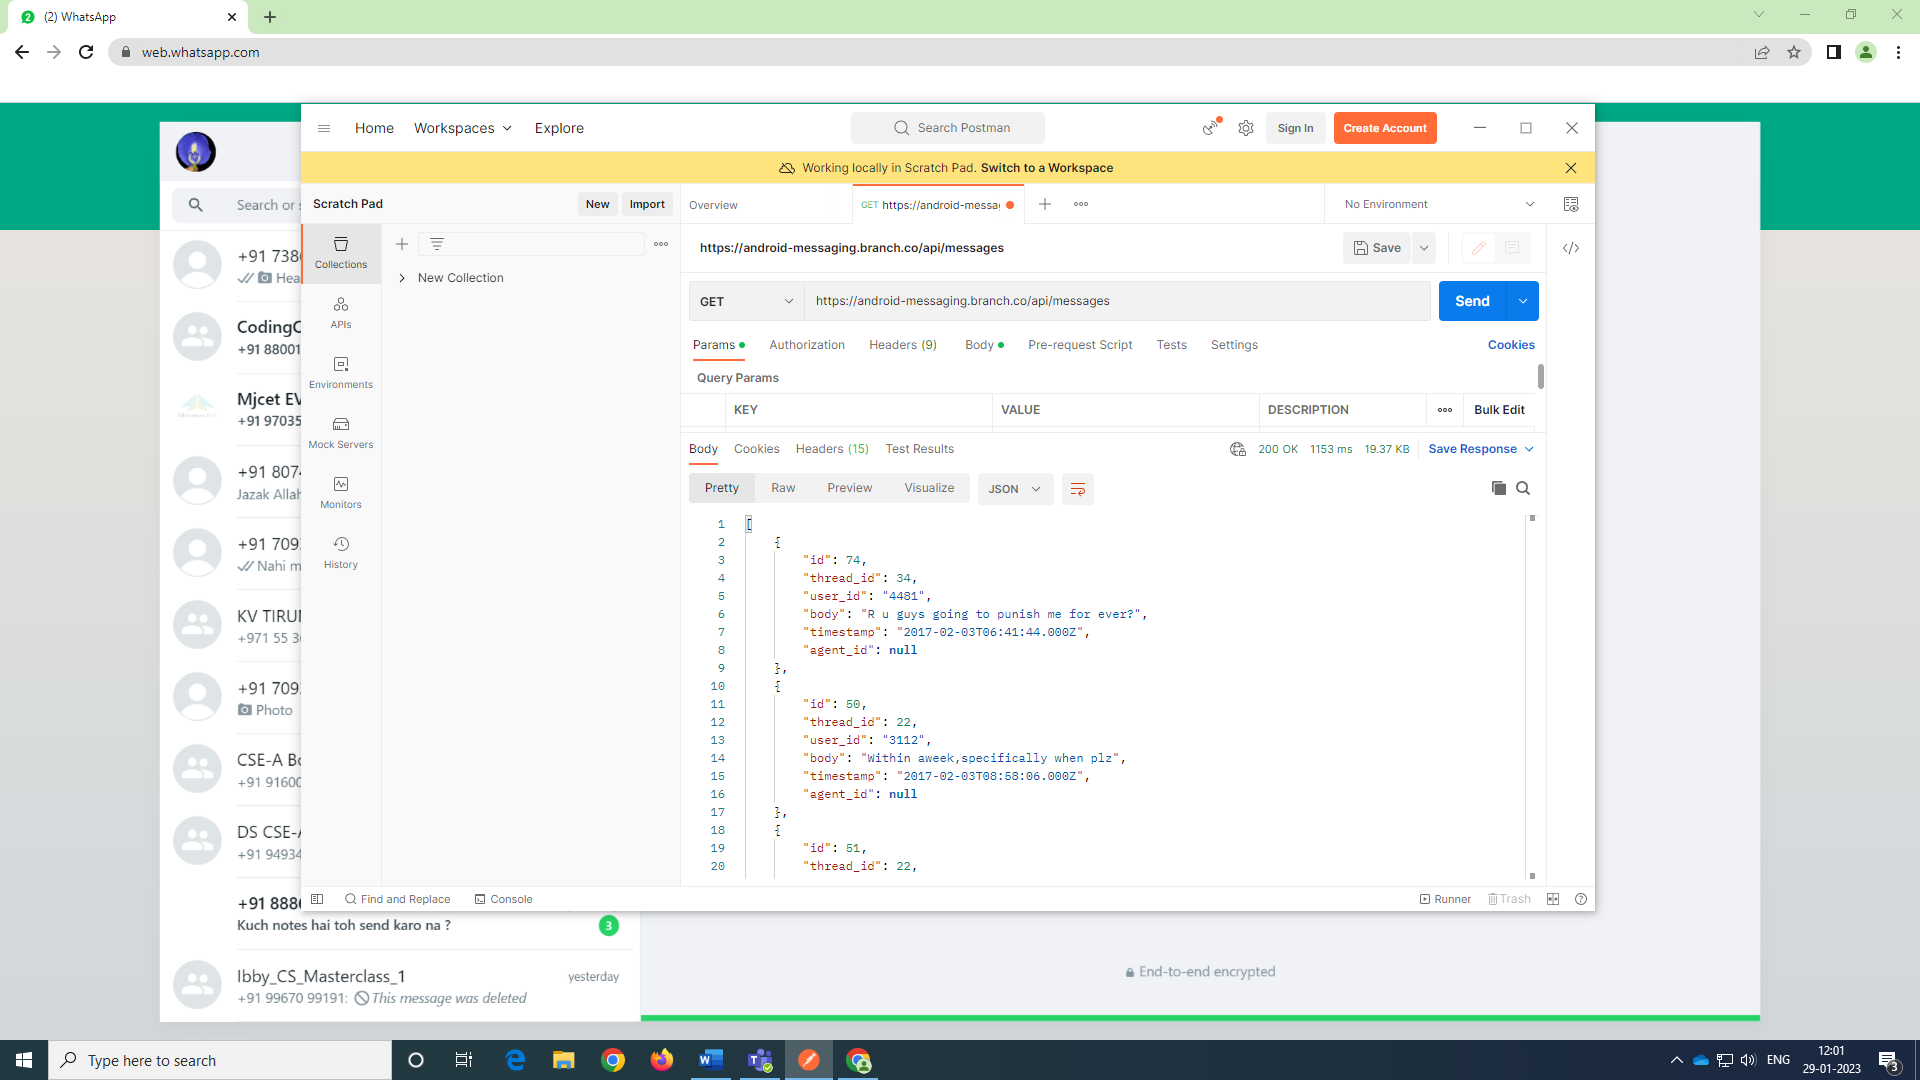 (2) WhatsApp
web.whatsapp.com
Home Workspaces Explore Search Postman Sign In Create Account
Working locally in Scratch Pad. Switch to a Workspace
Scratch Pad New Import Overview GET https://android-messag No Environment
Search or s
Collections
APIs
Environments
Mock Servers
Monitors
History
New Collection
https://android-messaging.branch.co/api/messages Save
GET https://android-messaging.branch.co/api/messages Send
Params Authorization Headers (9) Body Pre-request Script Tests Settings Cookies
Query Params
KEY VALUE DESCRIPTION Bulk Edit
Body Cookies Headers (15) Test Results 200 OK 1153 ms 19.37 KB Save Response
Pretty Raw Preview Visualize JSON
1 [
2 {
3 "id": 74,
4 "thread_id": 34,
5 "user_id": "4481",
6 "body": "R u guys going to punish me for ever?",
7 "timestamp": "2017-02-03T06:41:44.000Z",
8 "agent_id": null
9 },
10 {
11 "id": 50,
12 "thread_id": 22,
13 "user_id": "3112",
14 "body": "Within aweek,specifically when plz",
15 "timestamp": "2017-02-03T08:58:06.000Z",
16 "agent_id": null
17 },
18 {
19 "id": 51,
20 "thread_id": 22,
Find and Replace Console Runner Trash
+91 738
Hea
CodingC
+91 88001
Mjcet EV
+91 97035
+91 807
Jazak Allah
+91 709
Nahi m
KV TIRU
+971 55 3
+91 709
Photo
CSE-A Bo
+91 91600
DS CSE-A
+91 94934
+91 888
Kuch notes hai toh send karo na ? 3
Ibby_CS_Masterclass_1 yesterday
+91 99670 99191: This message was deleted
End-to-end encrypted
Type here to search
ENG
12:01
29-01-2023
3